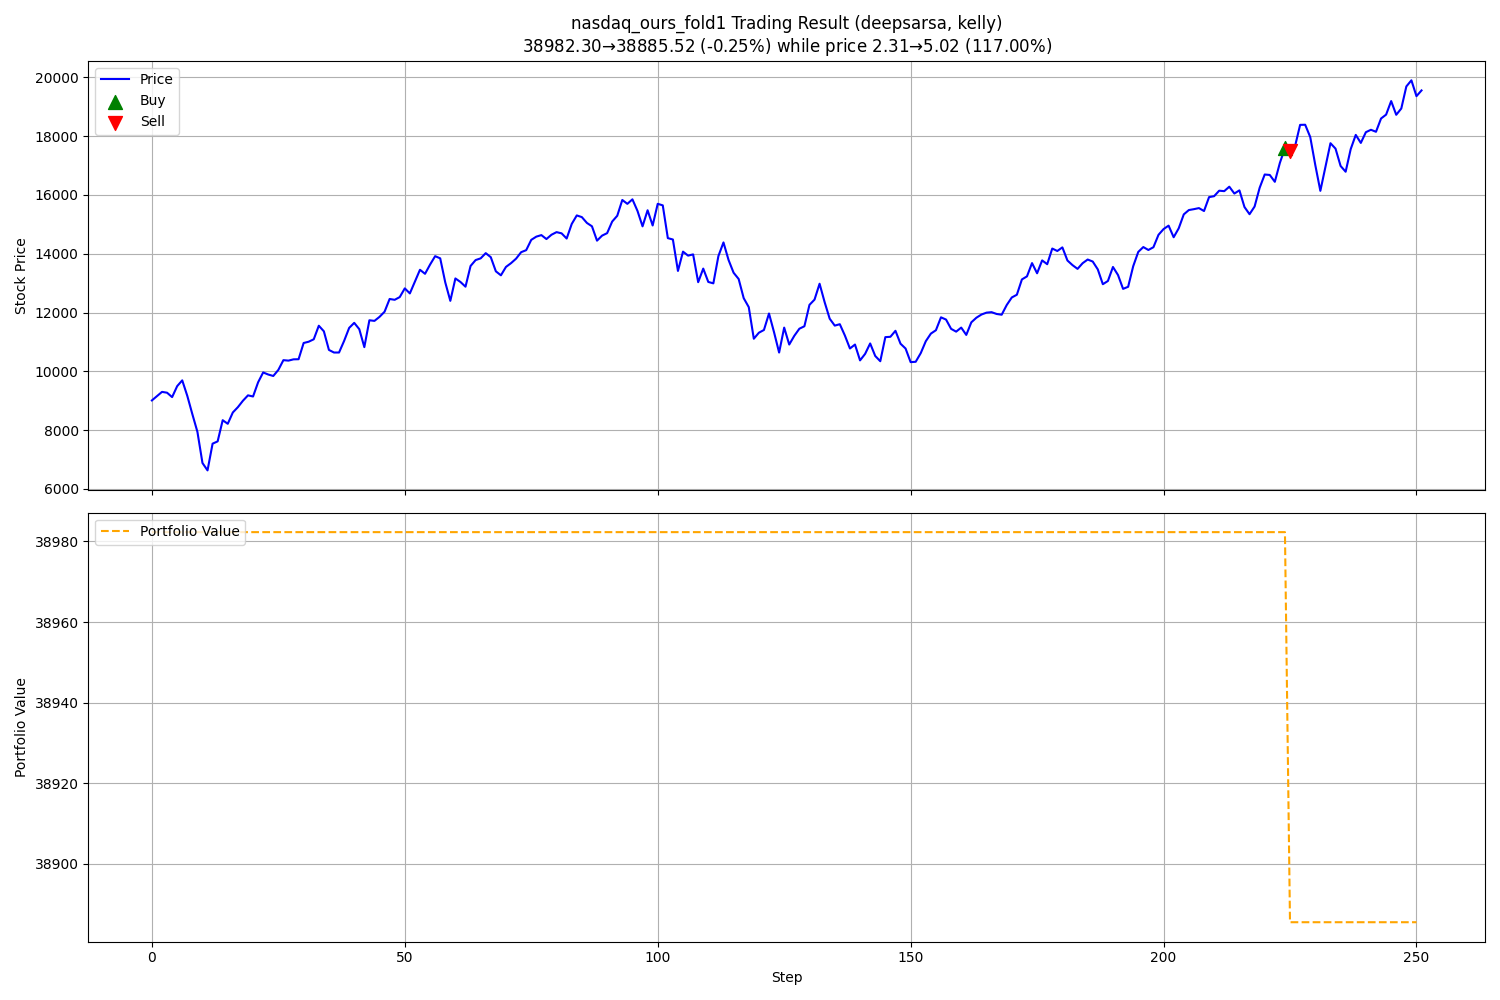 nasdaq_ours_fold1 Trading Result (deepsarsa, kelly)
38982.30→38885.52 (-0.25%) while price 2.31→5.02 (117.00%)
Price
Buy
Sell
Stock Price
20000
18000
16000
14000
12000
10000
8000
6000
Portfolio Value
Portfolio Value
38980
38960
38940
38920
38900
0 50 100 150 200 250
Step